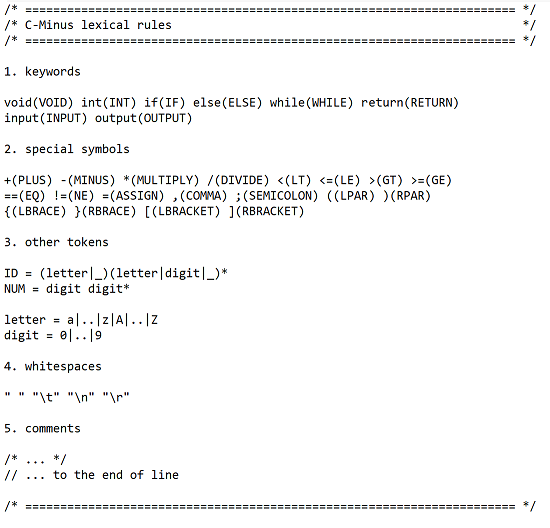 /* ====================================================================== */
/* C-Minus lexical rules */
/* ====================================================================== */
1. keywords
void(VOID) int(INT) if(IF) else(ELSE) while(WHILE) return(RETURN)
input(INPUT) output(OUTPUT)
2. special symbols
+(PLUS) -(MINUS) *(MULTIPLY) /(DIVIDE) <(LT) <=(LE) >(GT) >=(GE)
==(EQ) !=(NE) =(ASSIGN) ,(COMMA) ;(SEMICOLON) ((LPAR) )(RPAR)
{(LBRACE) }(RBRACE) [(LBRACKET) ](RBRACKET)
3. other tokens
ID = (letter|_)(letter|digit|_)*
NUM = digit digit*
letter = a|..|z|A|..|Z
digit = 0|..|9
4. whitespaces
" " "\t" "\n" "\r"
5. comments
/* ... */
// ... to the end of line
/* ====================================================================== */